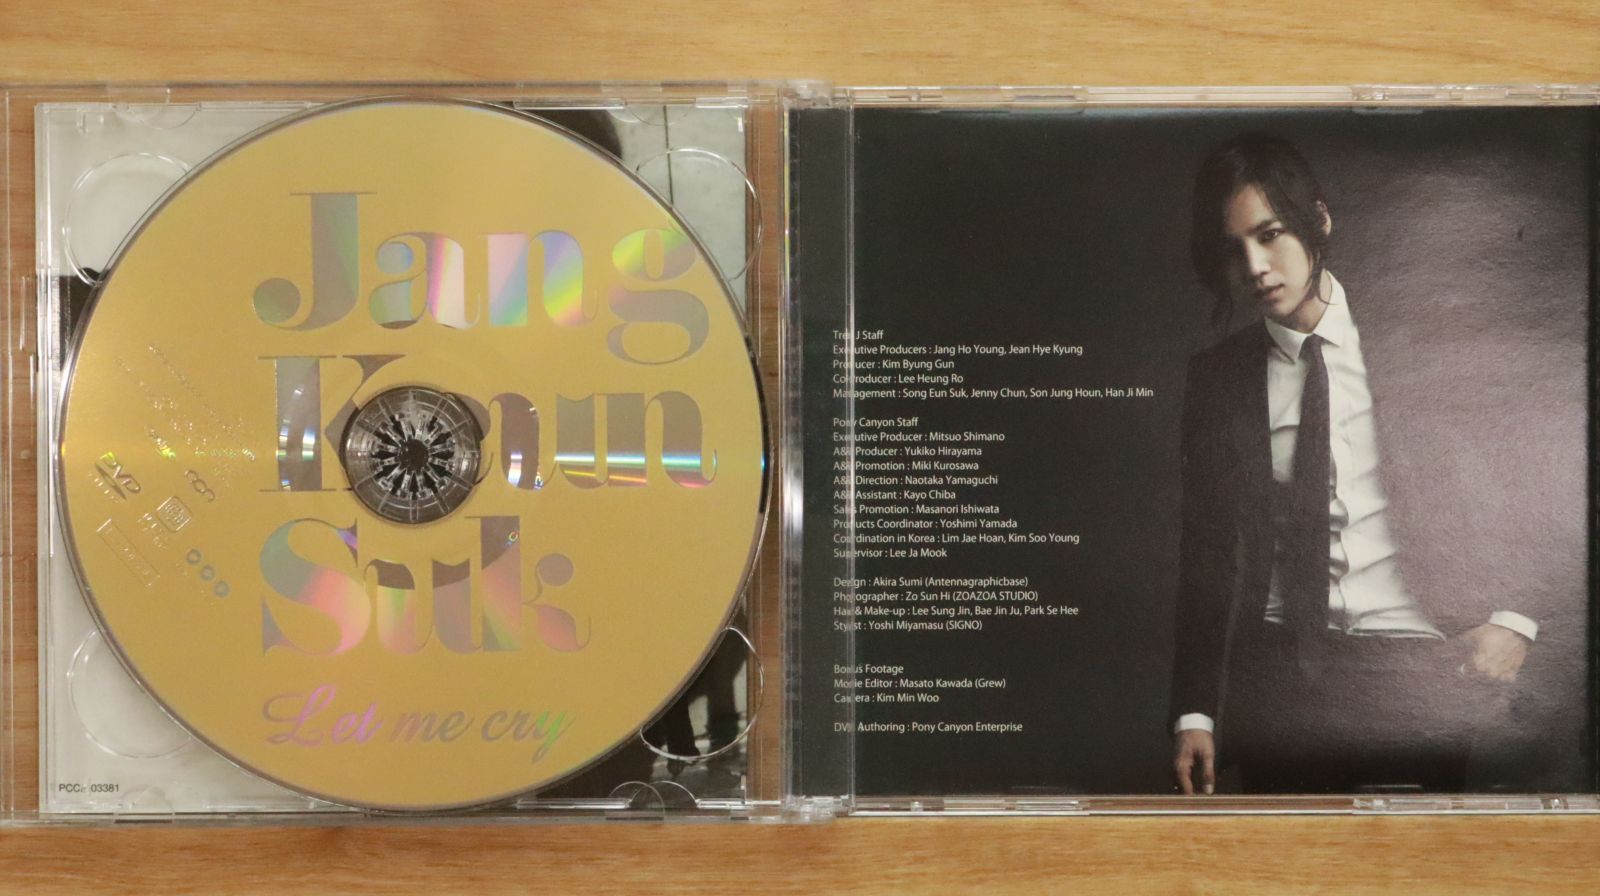 Jang
Keun
Suk
Let me cry
DVD
PCCA 03381
Tree J Staff
Executive Producers : Jang Ho Young, Jean Hye Kyung
Producer : Kim Byung Gun
Co-Producer : Lee Heung Ro
Management : Song Eun Suk, Jenny Chun, Son Jung Houn, Han Ji Min
Pony Canyon Staff
Executive Producer : Mitsuo Shimano
A&R Producer : Yukiko Hirayama
A&R Promotion : Miki Kurosawa
A&R Direction : Naotaka Yamaguchi
A&R Assistant : Kayo Chiba
Sales Promotion : Masanori Ishiwata
Products Coordinator : Yoshimi Yamada
Coordination in Korea : Lim Jae Hoan, Kim Soo Young
Supervisor : Lee Ja Mook
Design : Akira Sumi (Antennagraphicbase)
Photographer : Zo Sun Hi (ZOAZOA STUDIO)
Hair & Make-up : Lee Sung Jin, Bae Jin Ju, Park Se Hee
Stylist : Yoshi Miyamasu (SIGNO)
Bonus Footage
Movie Editor : Masato Kawada (Grew)
Camera : Kim Min Woo
DVD Authoring : Pony Canyon Enterprise